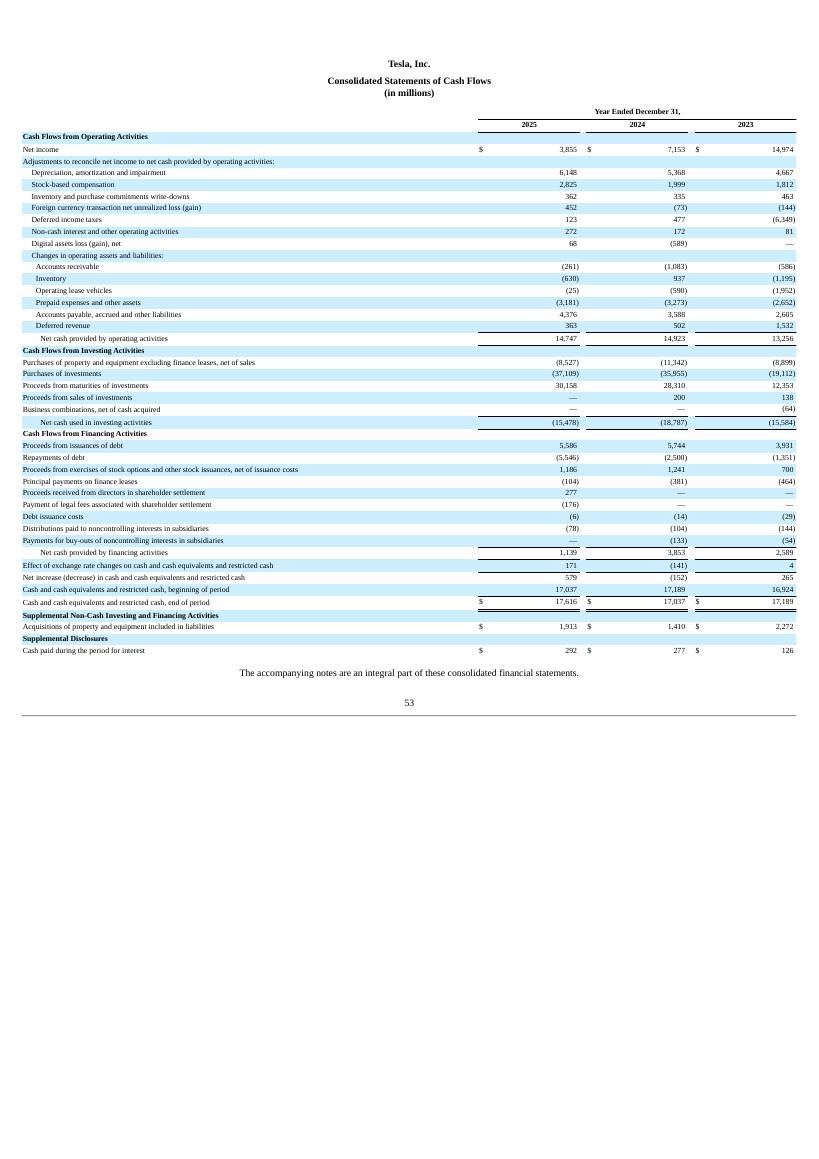 Tesla, Inc.
Consolidated Statements of Cash Flows
(in millions)
Year Ended December 31,
2025 2024 2023
Cash Flows from Operating Activities
Net income $ 3,855 $ 7,153 $ 14,974
Adjustments to reconcile net income to net cash provided by operating activities:
Depreciation, amortization and impairment 6,148 5,368 4,667
Stock-based compensation 2,825 1,999 1,812
Inventory and purchase commitments write-downs 362 335 463
Foreign currency transaction net unrealized loss (gain) 452 (73) (144)
Deferred income taxes 123 477 (6,349)
Non-cash interest and other operating activities 272 172 81
Digital assets loss (gain), net 68 (589) —
Changes in operating assets and liabilities:
Accounts receivable (261) (1,083) (586)
Inventory (630) 937 (1,195)
Operating lease vehicles (25) (590) (1,952)
Prepaid expenses and other assets (3,181) (3,273) (2,652)
Accounts payable, accrued and other liabilities 4,376 3,588 2,605
Deferred revenue 363 502 1,532
Net cash provided by operating activities 14,747 14,923 13,256
Cash Flows from Investing Activities
Purchases of property and equipment excluding finance leases, net of sales (8,527) (11,342) (8,899)
Purchases of investments (37,109) (35,955) (19,112)
Proceeds from maturities of investments 30,158 28,310 12,353
Proceeds from sales of investments — 200 138
Business combinations, net of cash acquired — — (64)
Net cash used in investing activities (15,478) (18,787) (15,584)
Cash Flows from Financing Activities
Proceeds from issuances of debt 5,586 5,744 3,931
Repayments of debt (5,546) (2,500) (1,351)
Proceeds from exercises of stock options and other stock issuances, net of issuance costs 1,186 1,241 700
Principal payments on finance leases (104) (381) (464)
Proceeds received from directors in shareholder settlement 277 — —
Payment of legal fees associated with shareholder settlement (176) — —
Debt issuance costs (6) (14) (29)
Distributions paid to noncontrolling interests in subsidiaries (78) (104) (144)
Payments for buy-outs of noncontrolling interests in subsidiaries — (133) (54)
Net cash provided by financing activities 1,139 3,853 2,589
Effect of exchange rate changes on cash and cash equivalents and restricted cash 171 (141) 4
Net increase (decrease) in cash and cash equivalents and restricted cash 579 (152) 265
Cash and cash equivalents and restricted cash, beginning of period 17,037 17,189 16,924
Cash and cash equivalents and restricted cash, end of period $ 17,616 $ 17,037 $ 17,189
Supplemental Non-Cash Investing and Financing Activities
Acquisitions of property and equipment included in liabilities $ 1,913 $ 1,410 $ 2,272
Supplemental Disclosures
Cash paid during the period for interest $ 292 $ 277 $ 126
The accompanying notes are an integral part of these consolidated financial statements.
53